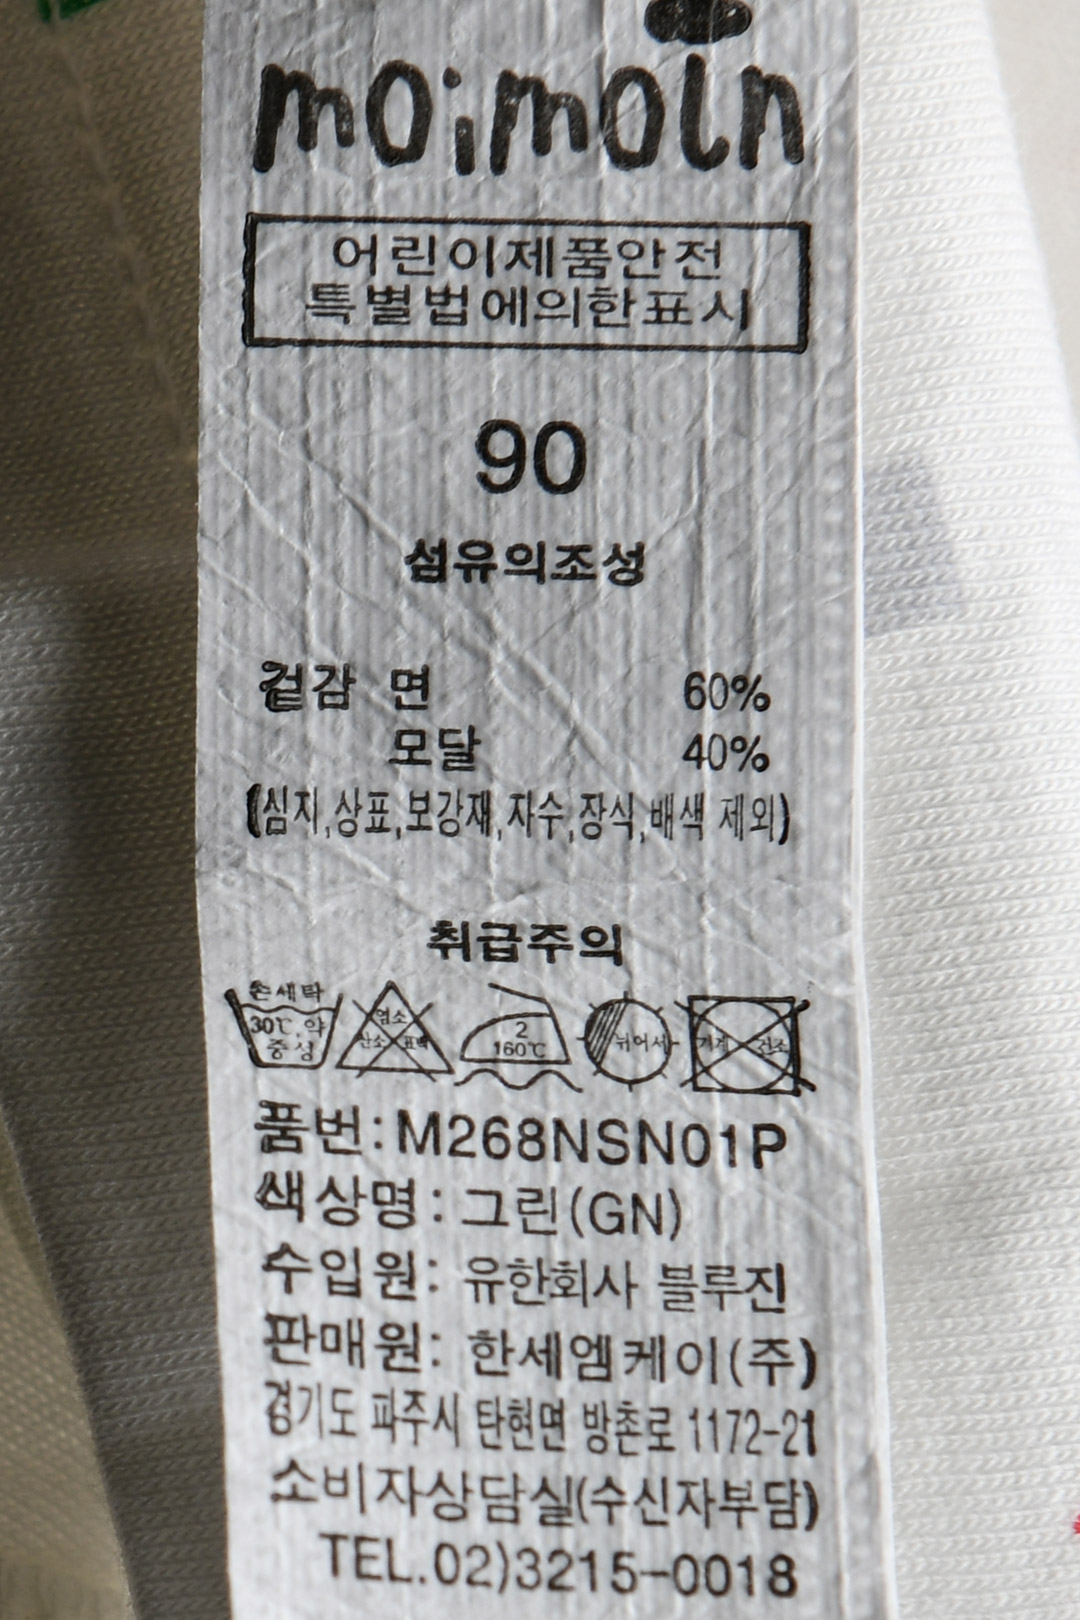 moimoln
어린이제품안전
특별법에의한표시
90
섬유의조성
겉감 면 60%
모달 40%
(심지,상표,보강재,자수,장식,배색 제외)
취급주의
손세탁
30℃,약
중성
염소
산소 표백
2
160℃
뉘어서
기계 건조
품번:M268NSN01P
색상명:그린(GN)
수입원: 유한회사 블루진
판매원: 한세엠케이(주)
경기도 파주시 탄현면 방촌로 1172-21
소비자상담실(수신자부담)
TEL.02)3215-0018